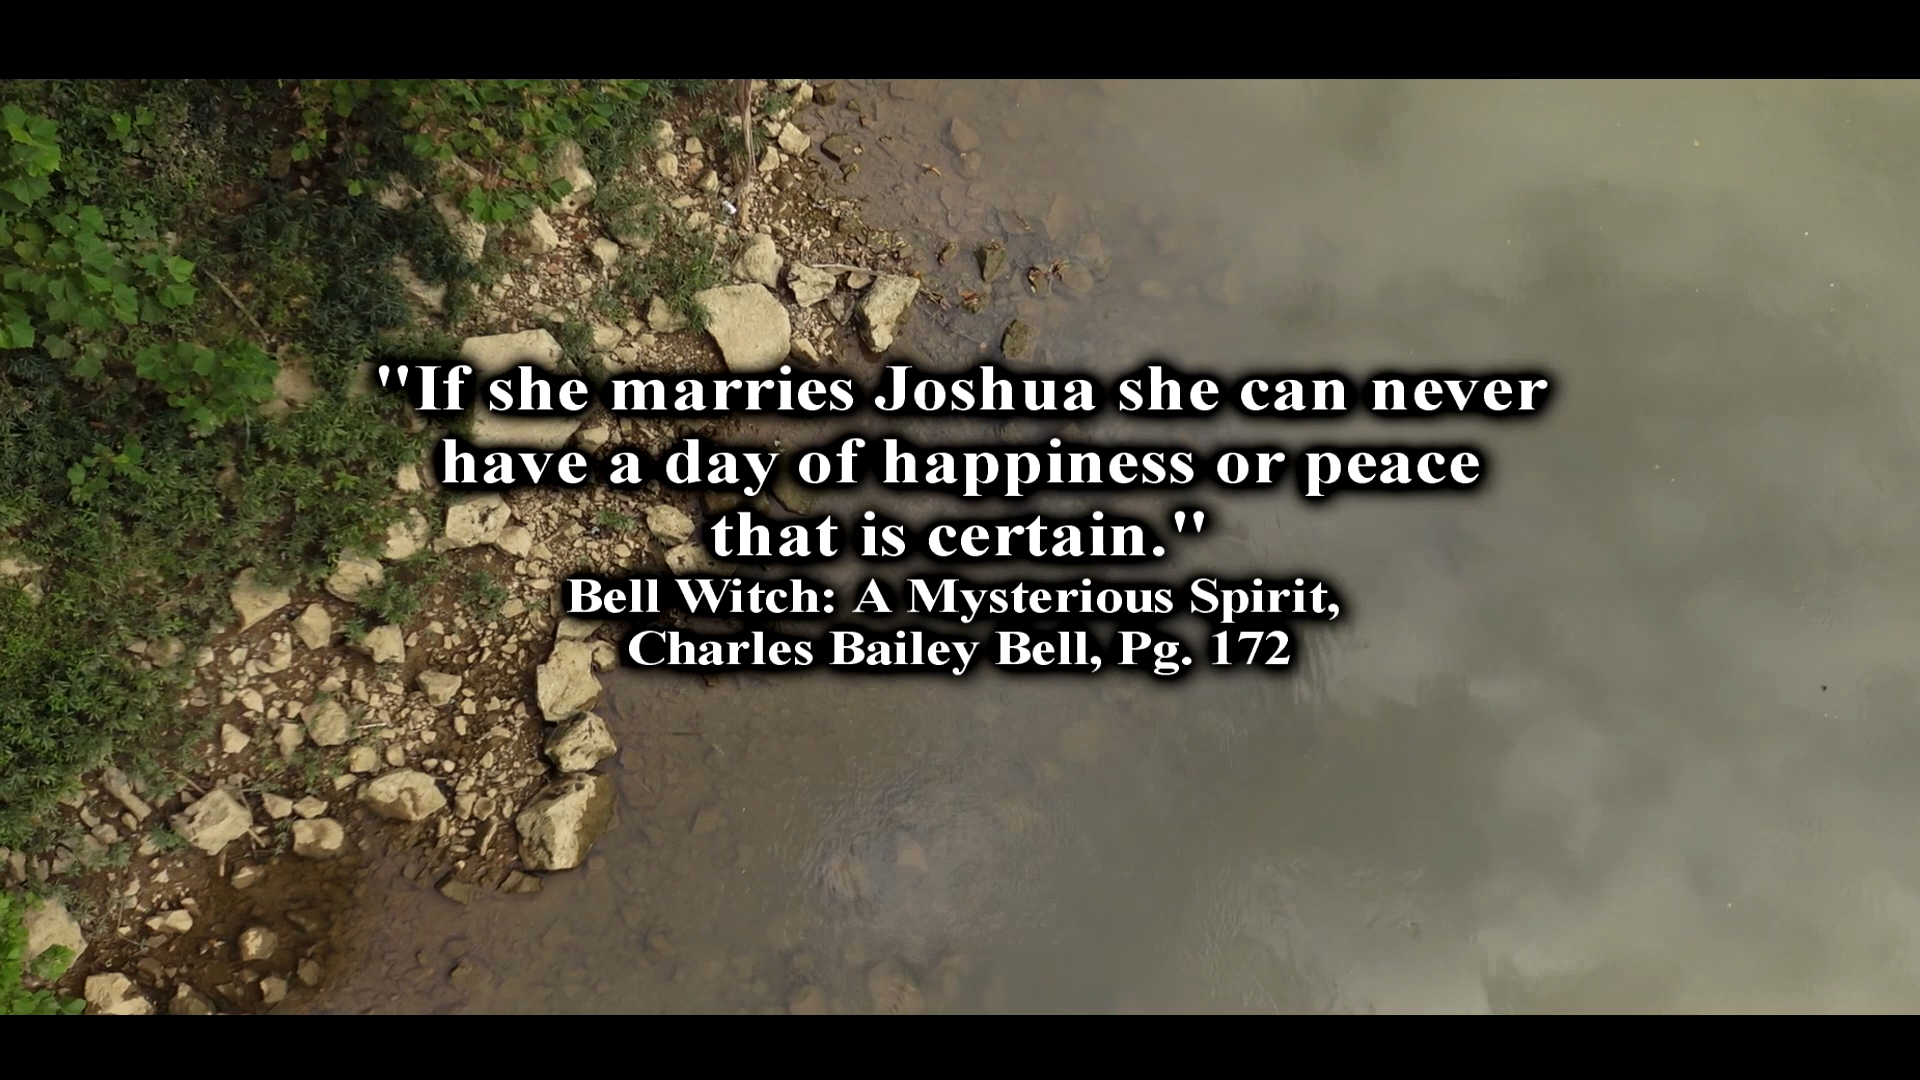 "If she marries Joshua she can never
have a day of happiness or peace
that is certain."
Bell Witch: A Mysterious Spirit,
Charles Bailey Bell, Pg. 172